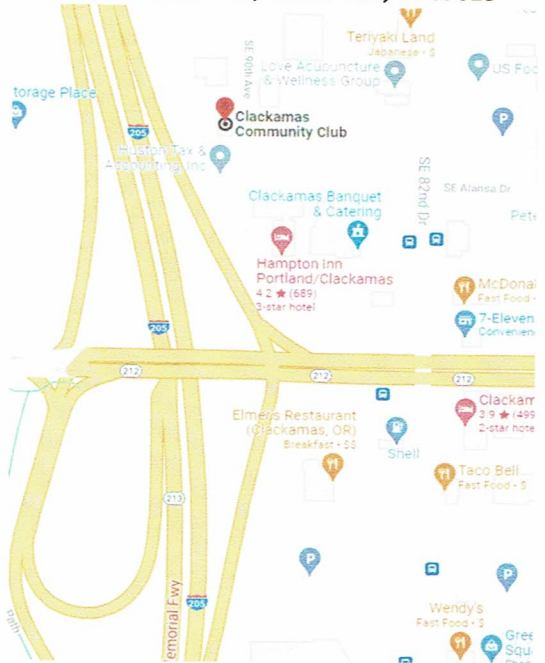 Teriyaki Land
Japanese · $
SE 90th Ave
Love Acupuncture
& Wellness Group
US Foo
torage Place
205
Clackamas
Community Club
Huston Tax &
Accounting Inc
SE 82nd Dr
SE Alansa Dr
Clackamas Banquet
& Catering
Pete
Hampton Inn
Portland/Clackamas
4.2 ★ (689)
3-star hotel
McDonal
Fast Food ·
7-Eleven
Convenien
205
212
212
212
Clackam
3.9 ★ (499
2-star hote
Elmer's Restaurant
(Clackamas, OR)
Breakfast · $$
Shell
Taco Bell...
Fast Food · $
213
P
P
P
205
emorial Fwy
Path
Wendy's
Fast Food · $
Gree
Squ